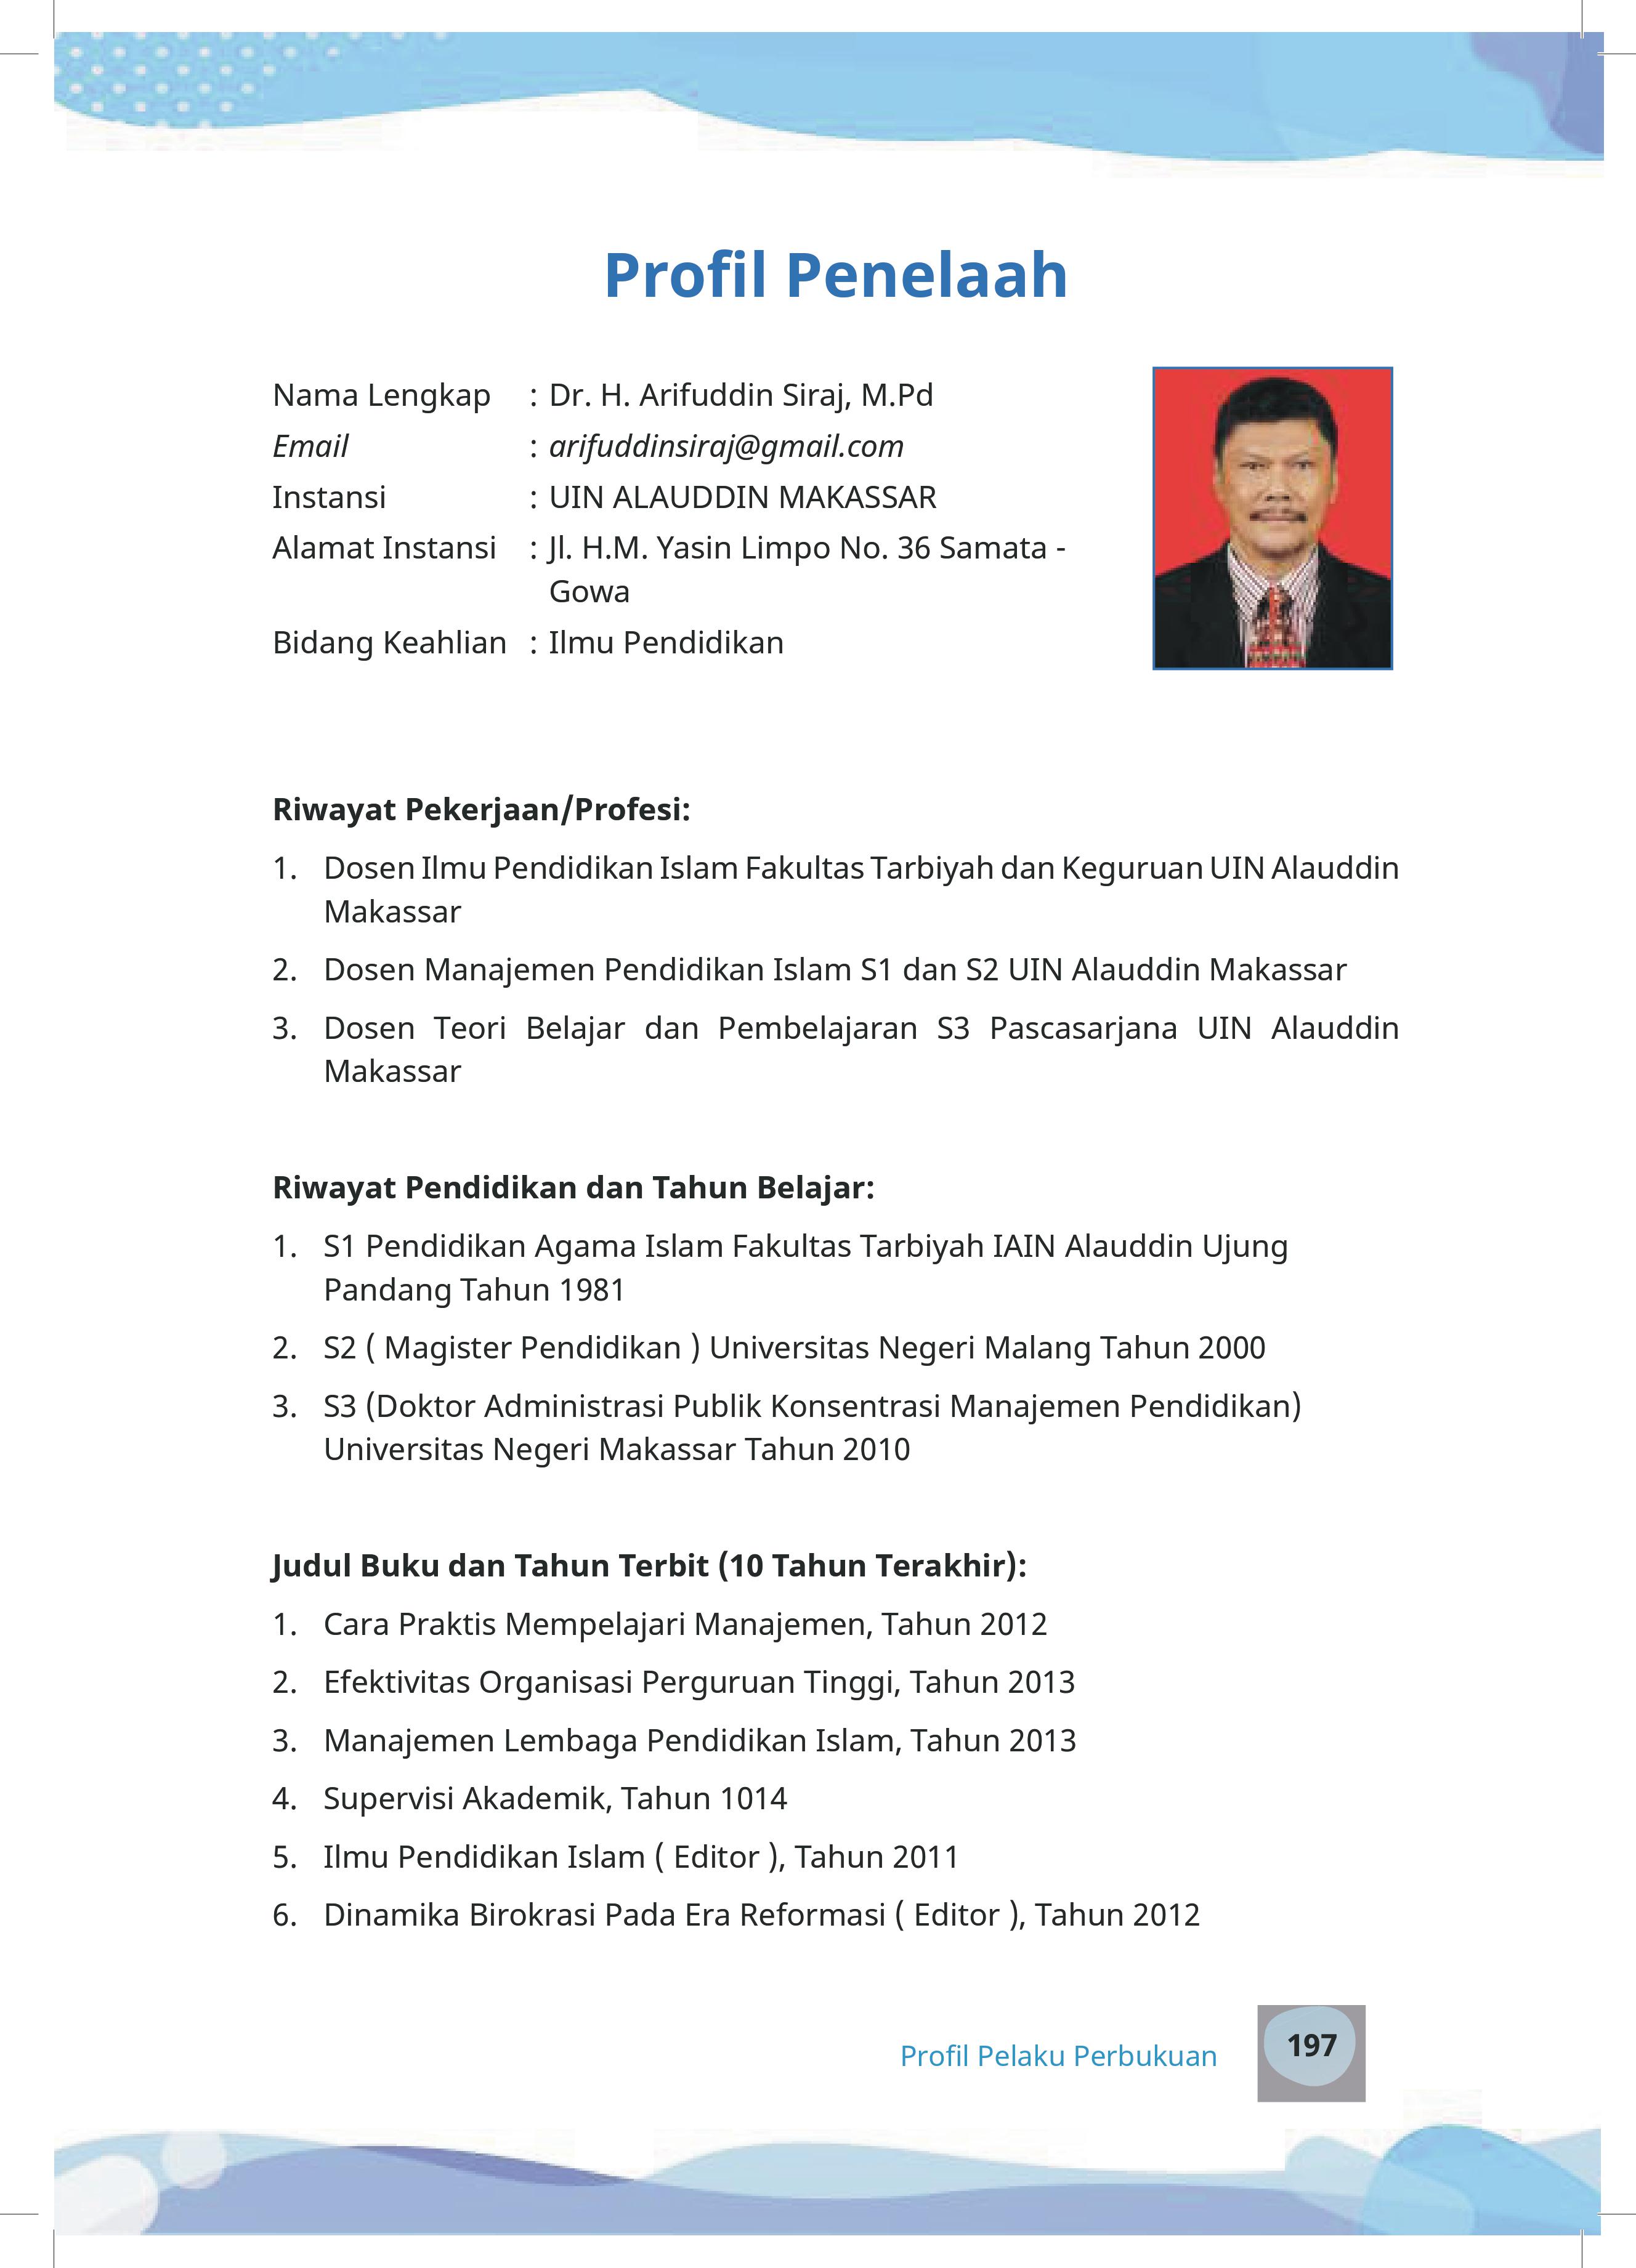 Profil Penelaah
Nama Lengkap : Dr. H. Arifuddin Siraj, M.Pd
Email : arifuddinsiraj@gmail.com
Instansi : UIN ALAUDDIN MAKASSAR
Alamat Instansi : Jl. H.M. Yasin Limpo No. 36 Samata -
Gowa
Bidang Keahlian : Ilmu Pendidikan
Riwayat Pekerjaan/Profesi:
1. Dosen Ilmu Pendidikan Islam Fakultas Tarbiyah dan Keguruan UIN Alauddin
Makassar
2. Dosen Manajemen Pendidikan Islam S1 dan S2 UIN Alauddin Makassar
3. Dosen Teori Belajar dan Pembelajaran S3 Pascasarjana UIN Alauddin
Makassar
Riwayat Pendidikan dan Tahun Belajar:
1. S1 Pendidikan Agama Islam Fakultas Tarbiyah IAIN Alauddin Ujung
Pandang Tahun 1981
2. S2 ( Magister Pendidikan ) Universitas Negeri Malang Tahun 2000
3. S3 (Doktor Administrasi Publik Konsentrasi Manajemen Pendidikan)
Universitas Negeri Makassar Tahun 2010
Judul Buku dan Tahun Terbit (10 Tahun Terakhir):
1. Cara Praktis Mempelajari Manajemen, Tahun 2012
2. Efektivitas Organisasi Perguruan Tinggi, Tahun 2013
3. Manajemen Lembaga Pendidikan Islam, Tahun 2013
4. Supervisi Akademik, Tahun 1014
5. Ilmu Pendidikan Islam ( Editor ), Tahun 2011
6. Dinamika Birokrasi Pada Era Reformasi ( Editor ), Tahun 2012
Profil Pelaku Perbukuan 197